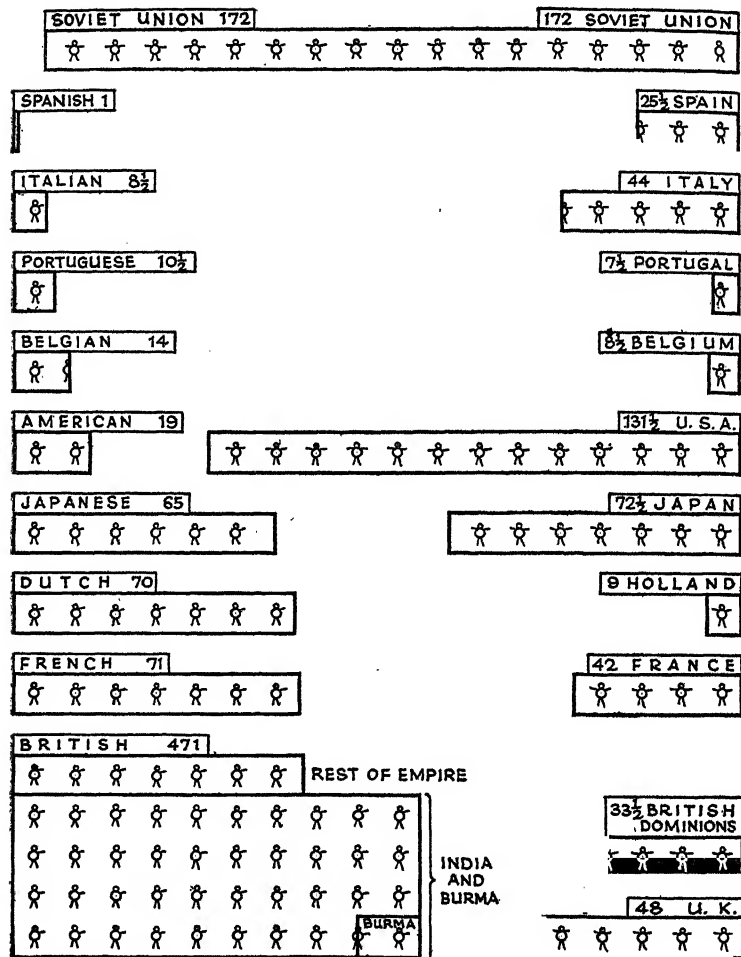 SOVIET UNION 172
172 SOVIET UNION
SPANISH 1
25½ SPAIN
ITALIAN 8½
44 ITALY
PORTUGUESE 10½
7½ PORTUGAL
BELGIAN 14
8½ BELGIUM
AMERICAN 19
131½ U.S.A.
JAPANESE 65
72½ JAPAN
DUTCH 70
9 HOLLAND
FRENCH 71
42 FRANCE
BRITISH 471
REST OF EMPIRE
33½ BRITISH
DOMINIONS
INDIA
AND
BURMA
BURMA
48 U.K.